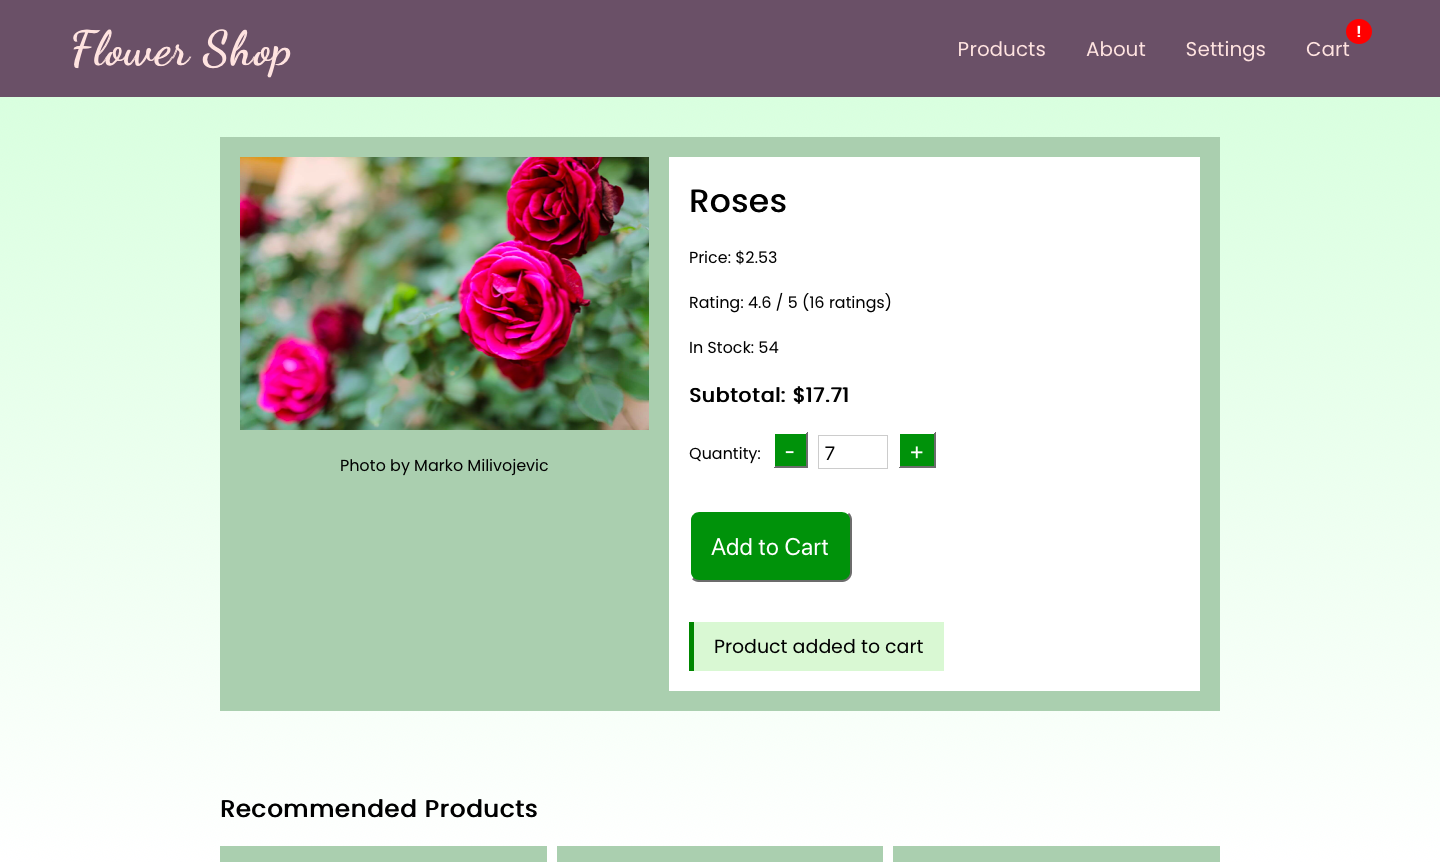 Flower Shop
Products
About
Settings
Cart
!
Roses
Price: $2.53
Rating: 4.6 / 5 (16 ratings)
In Stock: 54
Subtotal: $17.71
Quantity: - 7 +
Add to Cart
Product added to cart
Photo by Marko Milivojevic
Recommended Products